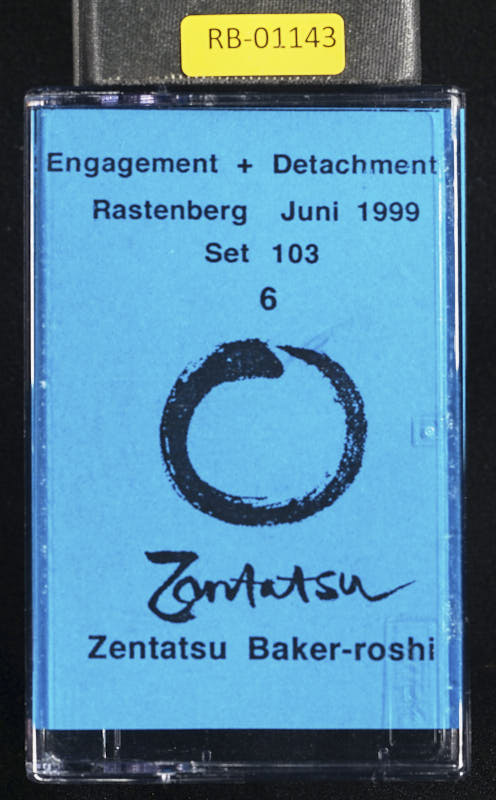 RB-01143
Engagement + Detachment
Rastenberg Juni 1999
Set 103
6
Zentatsu
Zentatsu Baker-roshi